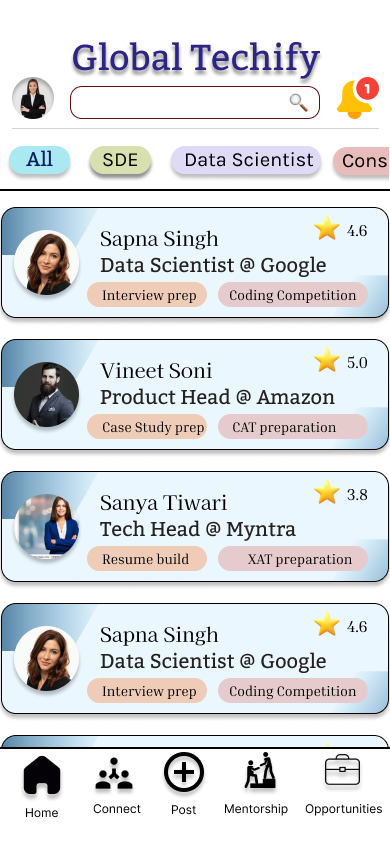 Global Techify
1
All SDE Data Scientist Cons
Sapna Singh 4.6
Data Scientist @ Google
Interview prep Coding Competition
Vineet Soni 5.0
Product Head @ Amazon
Case Study prep CAT preparation
Sanya Tiwari 3.8
Tech Head @ Myntra
Resume build XAT preparation
Sapna Singh 4.6
Data Scientist @ Google
Interview prep Coding Competition
Home Connect Post Mentorship Opportunities